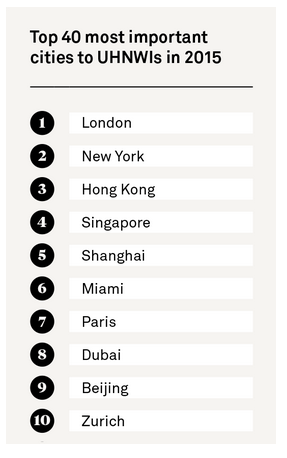 Top 40 most important
cities to UHNWIs in 2015
1 London
2 New York
3 Hong Kong
4 Singapore
5 Shanghai
6 Miami
7 Paris
8 Dubai
9 Beijing
10 Zurich